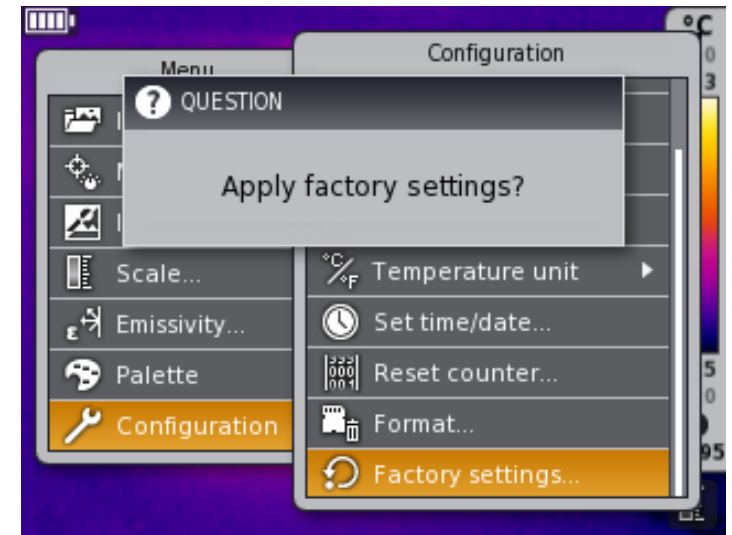 °C
Menu
Configuration
QUESTION
Apply factory settings?
Scale...
Emissivity...
Palette
Configuration
°C/°F Temperature unit
Set time/date...
Reset counter...
Format...
Factory settings...